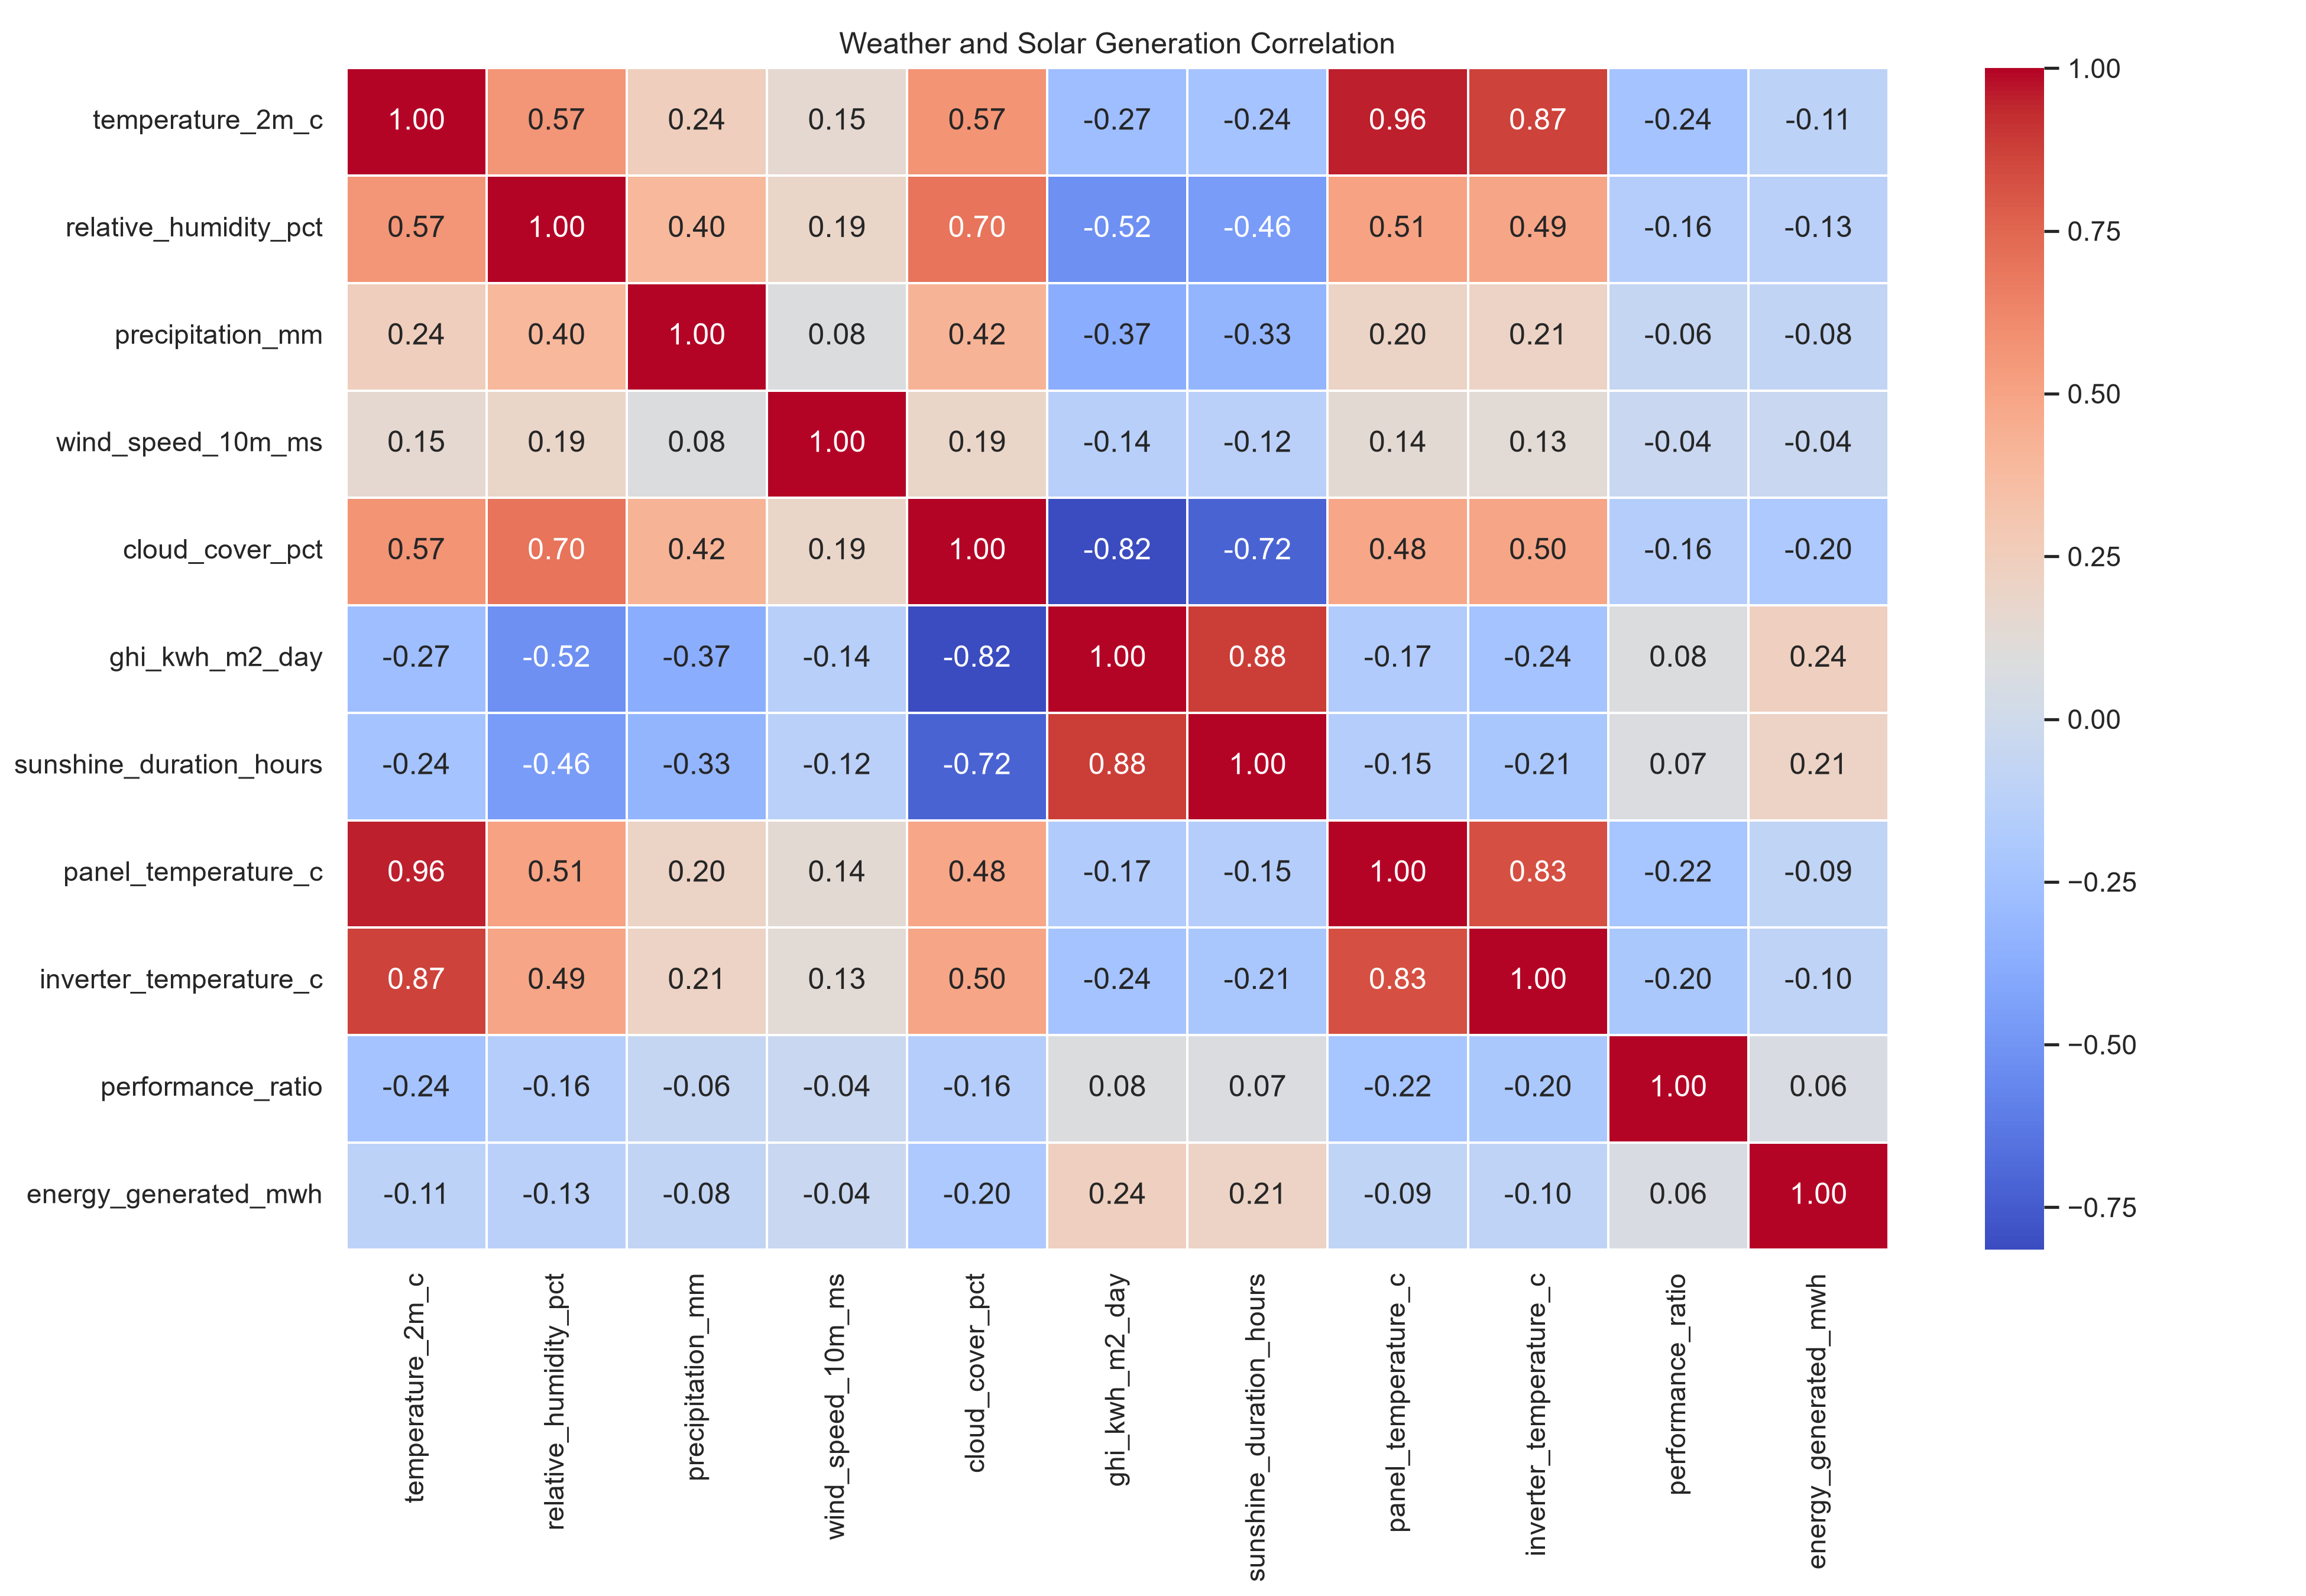 Weather and Solar Generation Correlation
temperature_2m_c 1.00 0.57 0.24 0.15 0.57 -0.27 -0.24 0.96 0.87 -0.24 -0.11
relative_humidity_pct 0.57 1.00 0.40 0.19 0.70 -0.52 -0.46 0.51 0.49 -0.16 -0.13
precipitation_mm 0.24 0.40 1.00 0.08 0.42 -0.37 -0.33 0.20 0.21 -0.06 -0.08
wind_speed_10m_ms 0.15 0.19 0.08 1.00 0.19 -0.14 -0.12 0.14 0.13 -0.04 -0.04
cloud_cover_pct 0.57 0.70 0.42 0.19 1.00 -0.82 -0.72 0.48 0.50 -0.16 -0.20
ghi_kwh_m2_day -0.27 -0.52 -0.37 -0.14 -0.82 1.00 0.88 -0.17 -0.24 0.08 0.24
sunshine_duration_hours -0.24 -0.46 -0.33 -0.12 -0.72 0.88 1.00 -0.15 -0.21 0.07 0.21
panel_temperature_c 0.96 0.51 0.20 0.14 0.48 -0.17 -0.15 1.00 0.83 -0.22 -0.09
inverter_temperature_c 0.87 0.49 0.21 0.13 0.50 -0.24 -0.21 0.83 1.00 -0.20 -0.10
performance_ratio -0.24 -0.16 -0.06 -0.04 -0.16 0.08 0.07 -0.22 -0.20 1.00 0.06
energy_generated_mwh -0.11 -0.13 -0.08 -0.04 -0.20 0.24 0.21 -0.09 -0.10 0.06 1.00
temperature_2m_c
relative_humidity_pct
precipitation_mm
wind_speed_10m_ms
cloud_cover_pct
ghi_kwh_m2_day
sunshine_duration_hours
panel_temperature_c
inverter_temperature_c
performance_ratio
energy_generated_mwh
1.00
0.75
0.50
0.25
0.00
−0.25
−0.50
−0.75